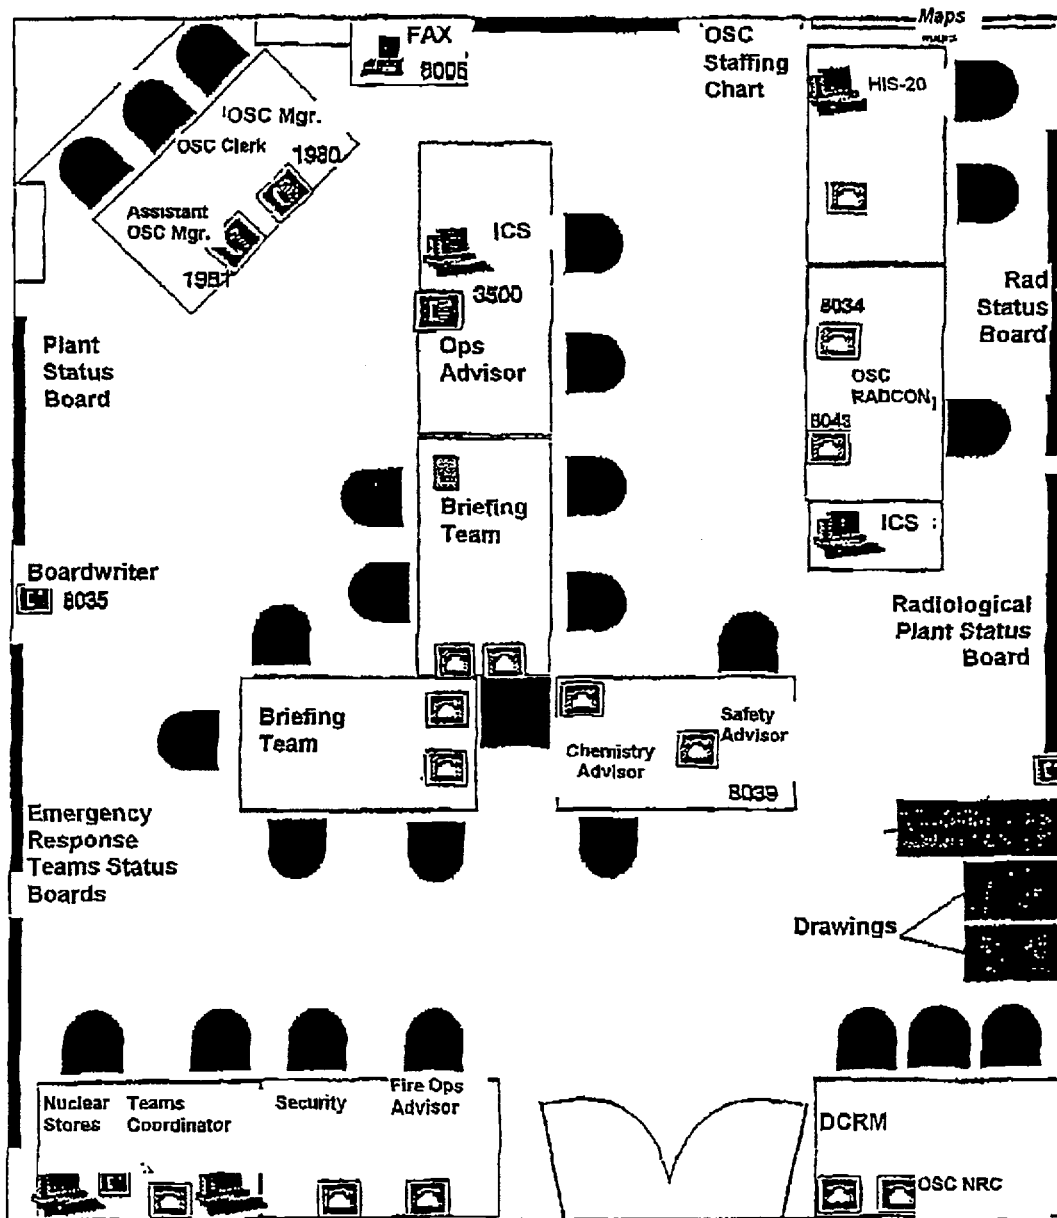 Maps
maps
FAX
8005
OSC
Staffing
Chart
HIS-20
OSC Mgr.
OSC Clerk
1980
Assistant
OSC Mgr.
1981
ICS
3500
Ops
Advisor
Rad
Status
Board
8034
OSC
RADCON
8043
Plant
Status
Board
Briefing
Team
ICS
Boardwriter
8035
Radiological
Plant Status
Board
Briefing
Team
Safety
Advisor
Chemistry
Advisor
8039
Emergency
Response
Teams Status
Boards
Drawings
Nuclear
Stores
Teams
Coordinator
Security
Fire Ops
Advisor
DCRM
OSC NRC